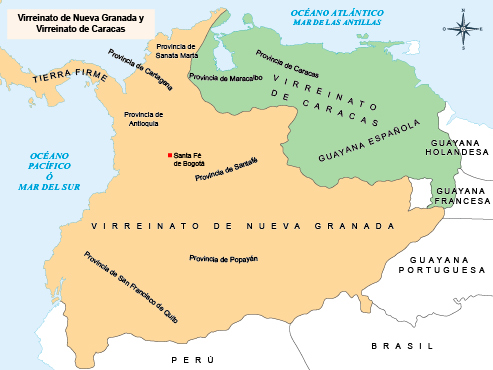 Virreinato de Nueva Granada y
Virreinato de Caracas
OCÉANO ATLÁNTICO
MAR DE LAS ANTILLAS
N
S
Provincia de
Sanata Marta
TIERRA FIRME
Provincia de Cartagena
Provincia de Maracaibo
Provincia de Caracas
VIRREINATO
DE CARACAS
Provincia de
Antioquia
GUAYANA ESPAÑOLA
GUAYANA
HOLANDESA
OCÉANO
PACÍFICO
Ó
MAR DEL SUR
Santa Fé
de Bogotá
Provincia de Santafé
GUAYANA
FRANCESA
VIRREINATO DE NUEVA GRANADA
Provincia de Popayán
GUAYANA
PORTUGUESA
Provincia de San Francisco de Quito
BRASIL
PERÚ